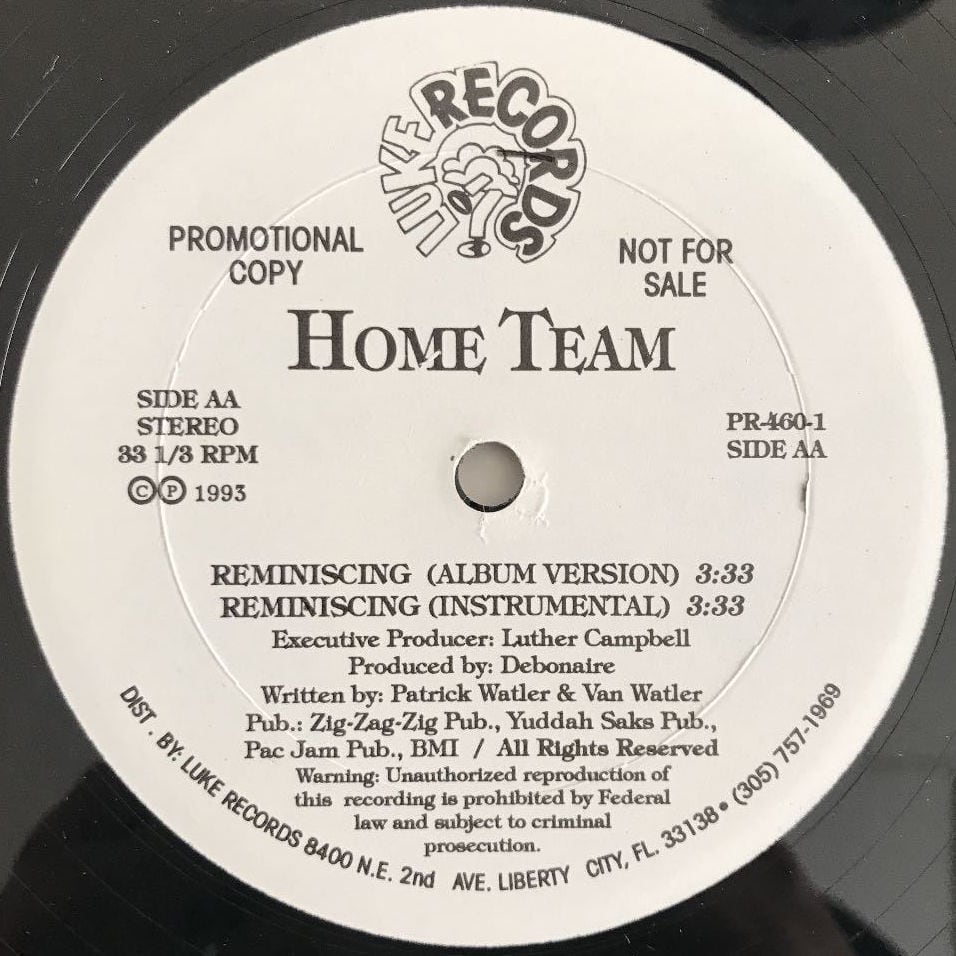 LUKE RECORDS
PROMOTIONAL
COPY
NOT FOR
SALE
HOME TEAM
SIDE AA
STEREO
33 1/3 RPM
©℗ 1993
PR-460-1
SIDE AA
REMINISCING (ALBUM VERSION) 3:33
REMINISCING (INSTRUMENTAL) 3:33
Executive Producer: Luther Campbell
Produced by: Debonaire
Written by: Patrick Watler & Van Watler
Pub.: Zig-Zag-Zig Pub., Yuddah Saks Pub.,
Pac Jam Pub., BMI / All Rights Reserved
Warning: Unauthorized reproduction of
this recording is prohibited by Federal
law and subject to criminal
prosecution.
DIST. BY: LUKE RECORDS 8400 N.E. 2nd AVE. LIBERTY CITY, FL. 33138 • (305) 757-1969